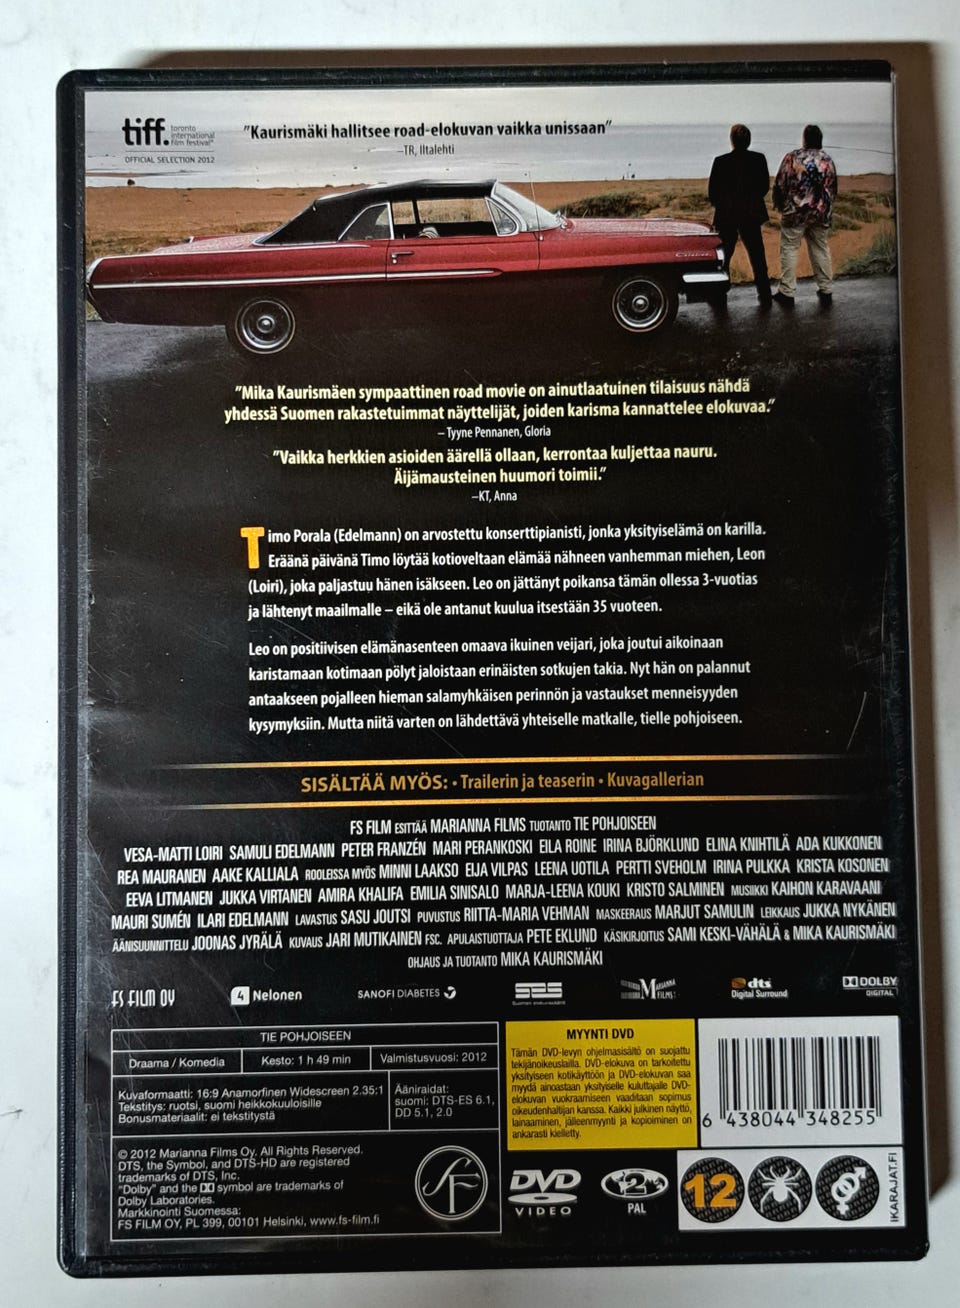 tiff. toronto international film festival®
OFFICIAL SELECTION 2012
"Kaurismäki hallitsee road-elokuvan vaikka unissaan"
–TR, Iltalehti
"Mika Kaurismäen sympaattinen road movie on ainutlaatuinen tilaisuus nähdä
yhdessä Suomen rakastetuimmat näyttelijät, joiden karisma kannattelee elokuvaa."
– Tyyne Pennanen, Gloria
"Vaikka herkkien asioiden äärellä ollaan, kerrontaa kuljettaa nauru.
Äijämausteinen huumori toimii."
–KT, Anna
Timo Porala (Edelmann) on arvostettu konserttipianisti, jonka yksityiselämä on karilla.
Eräänä päivänä Timo löytää kotioveltaan elämää nähneen vanhemman miehen, Leon
(Loiri), joka paljastuu hänen isäkseen. Leo on jättänyt poikansa tämän ollessa 3-vuotias
ja lähtenyt maailmalle – eikä ole antanut kuulua itsestään 35 vuoteen.
Leo on positiivisen elämänasenteen omaava ikuinen veijari, joka joutui aikoinaan
karistamaan kotimaan pölyt jaloistaan erinäisten sotkujen takia. Nyt hän on palannut
antaakseen pojalleen hieman salamyhkäisen perinnön ja vastaukset menneisyyden
kysymyksiin. Mutta niitä varten on lähdettävä yhteiselle matkalle, tielle pohjoiseen.
SISÄLTÄÄ MYÖS: • Trailerin ja teaserin • Kuvagallerian
FS FILM ESITTÄÄ MARIANNA FILMS TUOTANTO TIE POHJOISEEN
VESA-MATTI LOIRI SAMULI EDELMANN PETER FRANZÉN MARI PERANKOSKI EILA ROINE IRINA BJÖRKLUND ELINA KNIHTILÄ ADA KUKKONEN
REA MAURANEN AAKE KALLIALA ROOLEISSA MYÖS MINNI LAAKSO EIJA VILPAS LEENA UOTILA PERTTI SVEHOLM IRINA PULKKA KRISTA KOSONEN
EEVA LITMANEN JUKKA VIRTANEN AMIRA KHALIFA EMILIA SINISALO MARJA-LEENA KOUKI KRISTO SALMINEN MUSIIKKI KAIHON KARAVAANI
MAURI SUMÉN ILARI EDELMANN LAVASTUS SASU JOUTSI PUVUSTUS RIITTA-MARIA VEHMAN MASKEERAUS MARJUT SAMULIN LEIKKAUS JUKKA NYKÄNEN
ÄÄNISUUNNITTELU JOONAS JYRÄLÄ KUVAUS JARI MUTIKAINEN FSC. APULAISTUOTTAJA PETE EKLUND KÄSIKIRJOITUS SAMI KESKI-VÄHÄLÄ & MIKA KAURISMÄKI
OHJAUS JA TUOTANTO MIKA KAURISMÄKI
FS FILM OY 4 Nelonen SANOFI DIABETES SES MARIANNA FILMS dts Digital Surround DOLBY DIGITAL
TIE POHJOISEEN
Draama / Komedia Kesto: 1 h 49 min Valmistusvuosi: 2012
Kuvaformaatti: 16:9 Anamorfinen Widescreen 2.35:1
Tekstitys: ruotsi, suomi heikkokuuloisille
Bonusmateriaalit: ei tekstitystä
Ääniraidat:
suomi: DTS-ES 6.1,
DD 5.1, 2.0
© 2012 Marianna Films Oy. All Rights Reserved.
DTS, the Symbol, and DTS-HD are registered
trademarks of DTS, Inc.
"Dolby" and the DD symbol are trademarks of
Dolby Laboratories.
Markkinointi Suomessa:
FS FILM OY, PL 399, 00101 Helsinki, www.fs-film.fi
SF
MYYNTI DVD
Tämän DVD-levyn ohjelmasisältö on suojattu
tekijänoikeuslailla. DVD-elokuva on tarkoitettu
yksityiseen kotikäyttöön ja DVD-elokuvan saa
myydä ainoastaan yksityiselle kuluttajalle DVD-
elokuvan vuokraamiseen vaaditaan sopimus
oikeudenhaltijan kanssa. Kaikki julkinen näyttö,
lainaaminen, jälleenmyynti ja kopioiminen on
ankarasti kielletty.
6 438044 348255
DVD VIDEO
2 PAL
12
IKARAJAT.FI